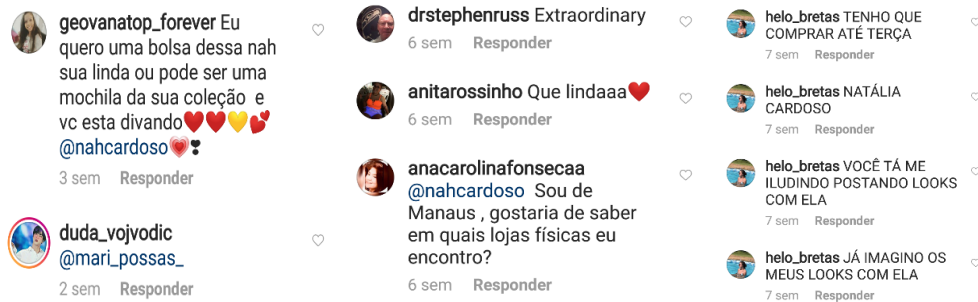 geovanatop_forever Eu
quero uma bolsa dessa nah
sua linda ou pode ser uma
mochila da sua coleção e
vc esta divando❤️❤️💛💕
@nahcardoso💗❣
3 sem Responder
duda_vojvodic
@mari_possas_
2 sem Responder
drstephenruss Extraordinary
6 sem Responder
anitarossinho Que lindaaa❤️
6 sem Responder
anacarolinafonsecaa
@nahcardoso Sou de
Manaus , gostaria de saber
em quais lojas físicas eu
encontro?
6 sem Responder
helo_bretas TENHO QUE
COMPRAR ATÉ TERÇA
7 sem Responder
helo_bretas NATÁLIA
CARDOSO
7 sem Responder
helo_bretas VOCÊ TÁ ME
ILUDINDO POSTANDO LOOKS
COM ELA
7 sem Responder
helo_bretas JÁ IMAGINO OS
MEUS LOOKS COM ELA
7 sem Responder